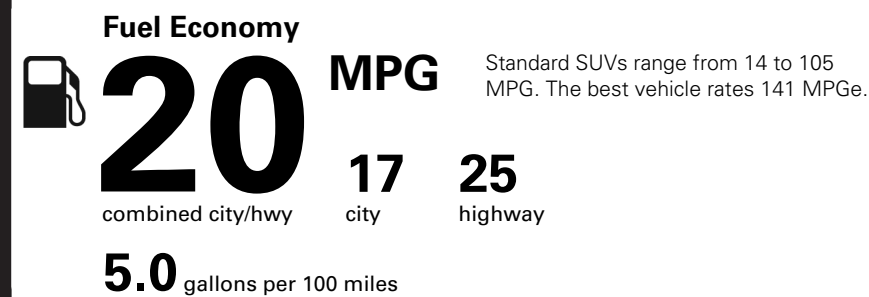 Fuel Economy
20 MPG
Standard SUVs range from 14 to 105
MPG. The best vehicle rates 141 MPGe.
17 25
combined city/hwy city highway
5.0 gallons per 100 miles